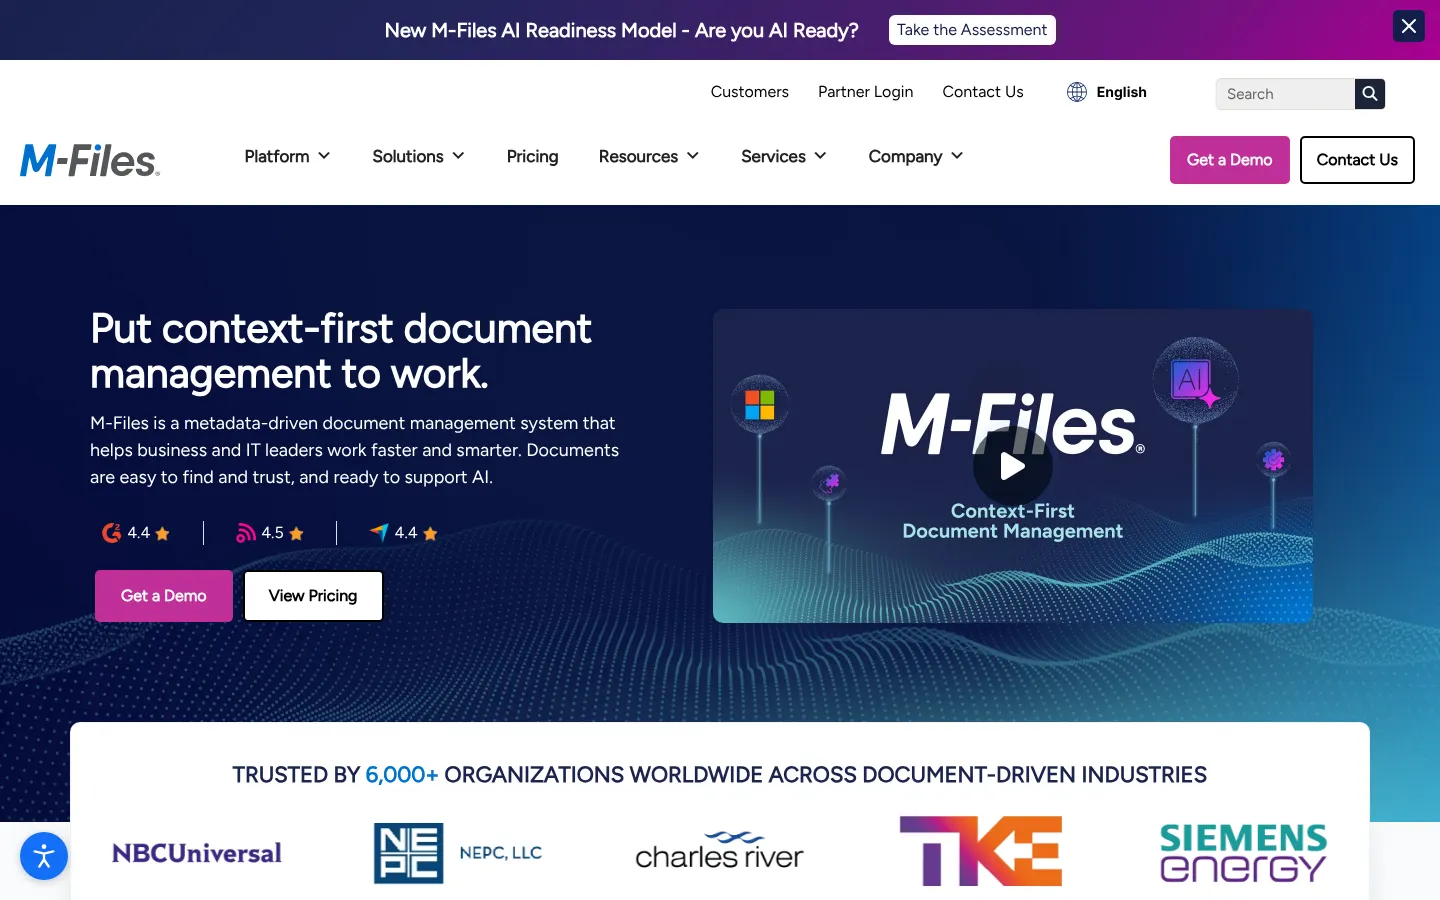 New M-Files AI Readiness Model - Are you AI Ready?
Take the Assessment
Customers
Partner Login
Contact Us
English
Search
M-Files®
Platform
Solutions
Pricing
Resources
Services
Company
Get a Demo
Contact Us
Put context-first document
management to work.
M-Files is a metadata-driven document management system that
helps business and IT leaders work faster and smarter. Documents
are easy to find and trust, and ready to support AI.
G2 4.4
4.5
4.4
Get a Demo
View Pricing
AI
M-Files®
Context-First
Document Management
TRUSTED BY 6,000+ ORGANIZATIONS WORLDWIDE ACROSS DOCUMENT-DRIVEN INDUSTRIES
NBCUniversal
NE
PC
NEPC, LLC
charles river
TKE
SIEMENS
energy